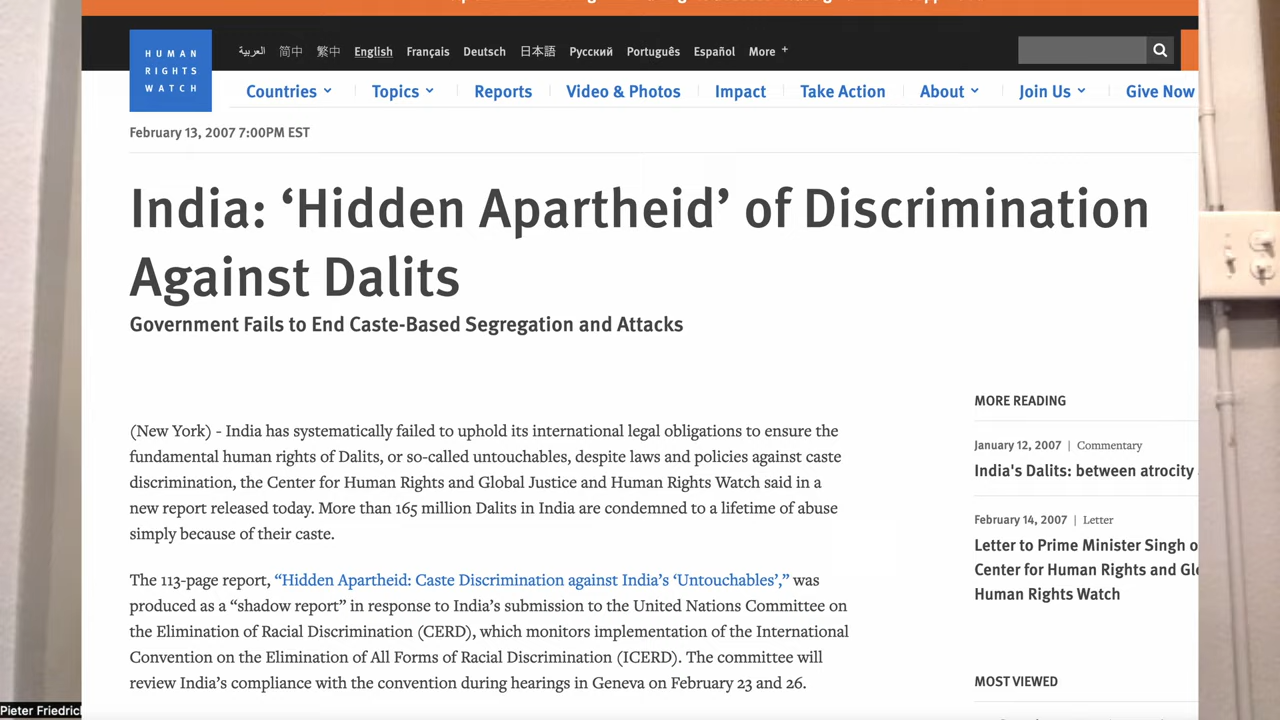 HUMAN
RIGHTS
WATCH
العربية 简中 繁中 English Français Deutsch 日本語 Русский Português Español More +
Countries Topics Reports Video & Photos Impact Take Action About Join Us Give Now
February 13, 2007 7:00PM EST
India: ‘Hidden Apartheid’ of Discrimination
Against Dalits
Government Fails to End Caste-Based Segregation and Attacks
(New York) - India has systematically failed to uphold its international legal obligations to ensure the
fundamental human rights of Dalits, or so-called untouchables, despite laws and policies against caste
discrimination, the Center for Human Rights and Global Justice and Human Rights Watch said in a
new report released today. More than 165 million Dalits in India are condemned to a lifetime of abuse
simply because of their caste.
The 113-page report, “Hidden Apartheid: Caste Discrimination against India’s ‘Untouchables’,” was
produced as a “shadow report” in response to India’s submission to the United Nations Committee on
the Elimination of Racial Discrimination (CERD), which monitors implementation of the International
Convention on the Elimination of All Forms of Racial Discrimination (ICERD). The committee will
review India’s compliance with the convention during hearings in Geneva on February 23 and 26.
MORE READING
January 12, 2007 | Commentary
India's Dalits: between atrocity
February 14, 2007 | Letter
Letter to Prime Minister Singh
Center for Human Rights and
Human Rights Watch
MOST VIEWED
Pieter